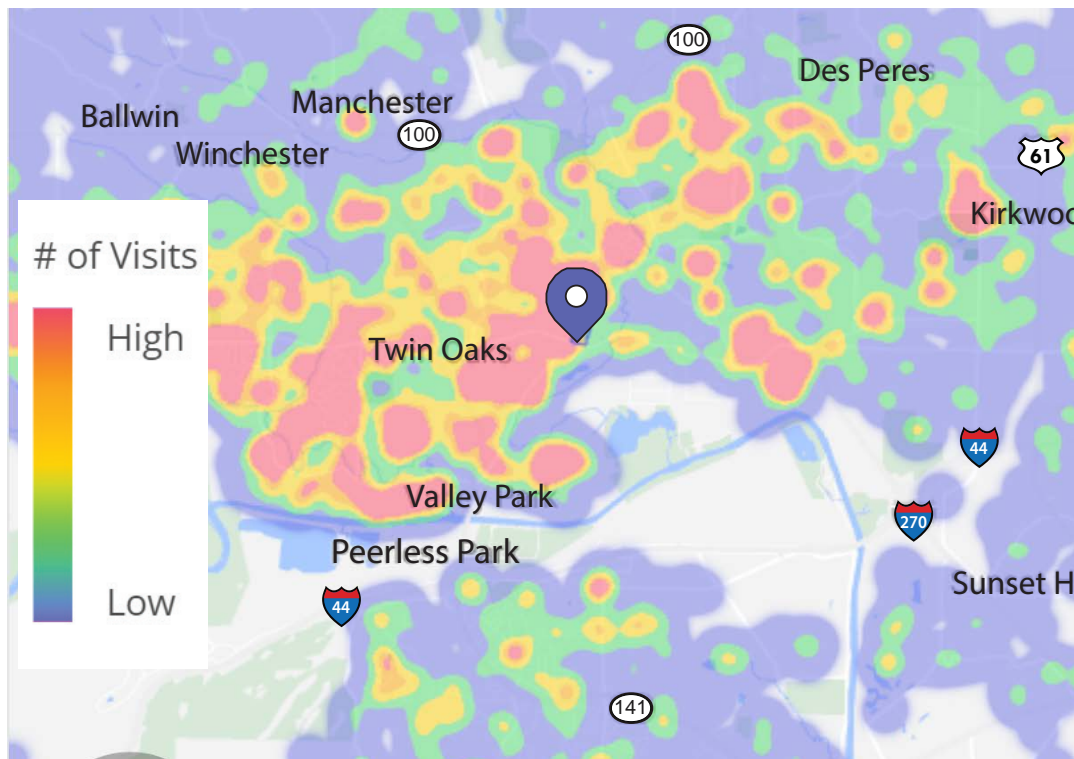 100
Des Peres
Manchester
Ballwin
100
Winchester
61
Kirkwoo
# of Visits
High
Twin Oaks
44
Valley Park
270
Peerless Park
Sunset H
Low
44
141